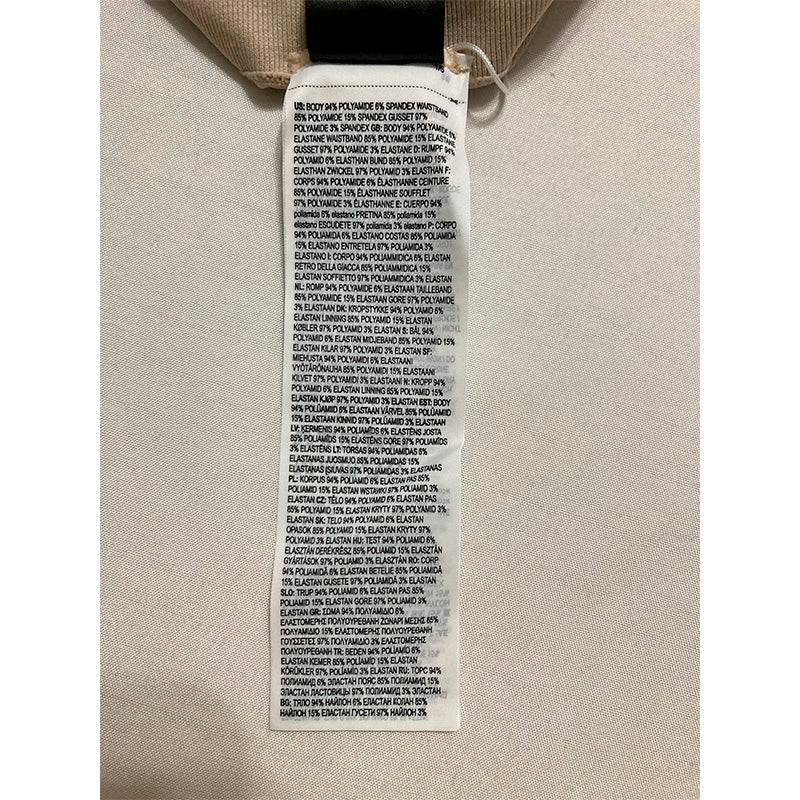 US: BODY 94% POLYAMIDE 6% SPANDEX WAISTBAND
85% POLYAMIDE 15% SPANDEX GUSSET 97%
POLYAMIDE 3% SPANDEX GB: BODY 94% POLYAMIDE 6%
ELASTANE WAISTBAND 85% POLYAMIDE 15% ELASTANE
GUSSET 97% POLYAMIDE 3% ELASTANE D: RUMPF 94%
POLYAMID 6% ELASTHAN BUND 85% POLYAMID 15%
ELASTHAN ZWICKEL 97% POLYAMID 3% ELASTHAN F:
CORPS 94% POLYAMIDE 6% ÉLASTHANNE CEINTURE
85% POLYAMIDE 15% ÉLASTHANNE SOUFFLET
97% POLYAMIDE 3% ÉLASTHANNE E: CUERPO 94%
poliamida 6% elastano PRETINA 85% poliamida 15%
elastano ESCUDETE 97% poliamida 3% elastano P: CORPO
94% POLIAMIDA 6% ELASTANO COSTAS 85% POLIAMIDA
15% ELASTANO ENTRETELA 97% POLIAMIDA 3%
ELASTANO I: CORPO 94% POLIAMMIDICA 6% ELASTAN
RETRO DELLA GIACCA 85% POLIAMMIDICA 15%
ELASTAN SOFFIETTO 97% POLIAMMIDICA 3% ELASTAN
NL: ROMP 94% POLYAMIDE 6% ELASTAAN TAILLEBAND
85% POLYAMIDE 15% ELASTAAN GORE 97% POLYAMIDE
3% ELASTAAN DK: KROPSTYKKE 94% POLYAMID 6%
ELASTAN LINNING 85% POLYAMID 15% ELASTAN
KØBLER 97% POLYAMID 3% ELASTAN S: BÅL 94%
POLYAMID 6% ELASTAN MIDJEBAND 85% POLYAMID 15%
ELASTAN KILAR 97% POLYAMID 3% ELASTAN SF:
MIEHUSTA 94% POLYAMIDI 6% ELASTAANI
VYÖTÄRÖNAUHA 85% POLYAMIDI 15% ELASTAANI
KILVET 97% POLYAMIDI 3% ELASTAANI N: KROPP 94%
POLYAMID 6% ELASTAN LINNING 85% POLYAMID 15%
ELASTAN KJØP 97% POLYAMID 3% ELASTAN EST: BODY
94% POLÜAMIID 6% ELASTAAN VÄRVEL 85% POLÜAMIID
15% ELASTAAN KINNID 97% POLÜAMIID 3% ELASTAAN
LV: ĶERMENIS 94% POLIAMĪDS 6% ELASTĒNS JOSTA
85% POLIAMĪDS 15% ELASTĒNS GORE 97% POLIAMĪDS
3% ELASTĒNS LT: TORSAS 94% POLIAMIDAS 6%
ELASTANAS JUOSMUO 85% POLIAMIDAS 15%
ELASTANAS ĮSIUVAS 97% POLIAMIDAS 3% ELASTANAS
PL: KORPUS 94% POLIAMID 6% ELASTAN PAS 85%
POLIAMID 15% ELASTAN WSTAWKI 97% POLIAMID 3%
ELASTAN CZ: TĚLO 94% POLYAMID 6% ELASTAN PAS
85% POLYAMID 15% ELASTAN KRYTY 97% POLYAMID 3%
ELASTAN SK: TELO 94% POLYAMID 6% ELASTAN
OPASOK 85% POLYAMID 15% ELASTAN KRYTY 97%
POLYAMID 3% ELASTAN HU: TEST 94% POLIAMID 6%
ELASZTÁN DERÉKRÉSZ 85% POLIAMID 15% ELASZTÁN
GYÁRTÁSOK 97% POLIAMID 3% ELASZTÁN RO: CORP
94% POLIAMIDĂ 6% ELASTAN BETELIE 85% POLIAMIDĂ
15% ELASTAN GUSETE 97% POLIAMIDĂ 3% ELASTAN
SLO: TRUP 94% POLIAMID 6% ELASTAN PAS 85%
POLIAMID 15% ELASTAN GORE 97% POLIAMID 3%
ELASTAN GR: ΣΩΜΑ 94% ΠΟΛΥΑΜΙΔΙΟ 6%
ΕΛΑΣΤΟΜΕΡΗΣ ΠΟΛΥΟΥΡΕΘΑΝΗ ΖΩΝΑΡΙ ΜΕΣΗΣ 85%
ΠΟΛΥΑΜΙΔΙΟ 15% ΕΛΑΣΤΟΜΕΡΗΣ ΠΟΛΥΟΥΡΕΘΑΝΗ
ΓΟΥΣΣΕΤΕΣ 97% ΠΟΛΥΑΜΙΔΙΟ 3% ΕΛΑΣΤΟΜΕΡΗΣ
ΠΟΛΥΟΥΡΕΘΑΝΗ TR: BEDEN 94% POLİAMİD 6%
ELASTAN KEMER 85% POLİAMİD 15% ELASTAN
KÖRÜKLER 97% POLİAMİD 3% ELASTAN RU: ТОРС 94%
ПОЛИАМИД 6% ЭЛАСТАН ПОЯС 85% ПОЛИАМИД 15%
ЭЛАСТАН ЛАСТОВИЦЫ 97% ПОЛИАМИД 3% ЭЛАСТАН
BG: ТЯЛО 94% НАЙЛОН 6% ЕЛАСТАН КОЛАН 85%
НАЙЛОН 15% ЕЛАСТАН ГУСЕТИ 97% НАЙЛОН 3%